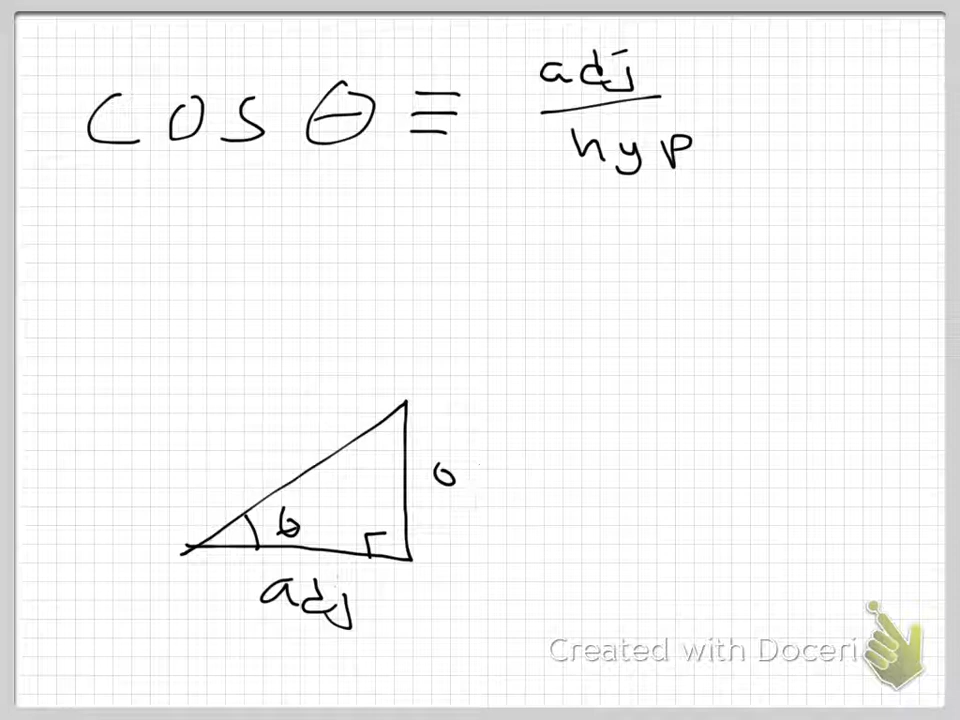 cos θ ≡ adj
hyp
o
θ
adj
Created with Doceri